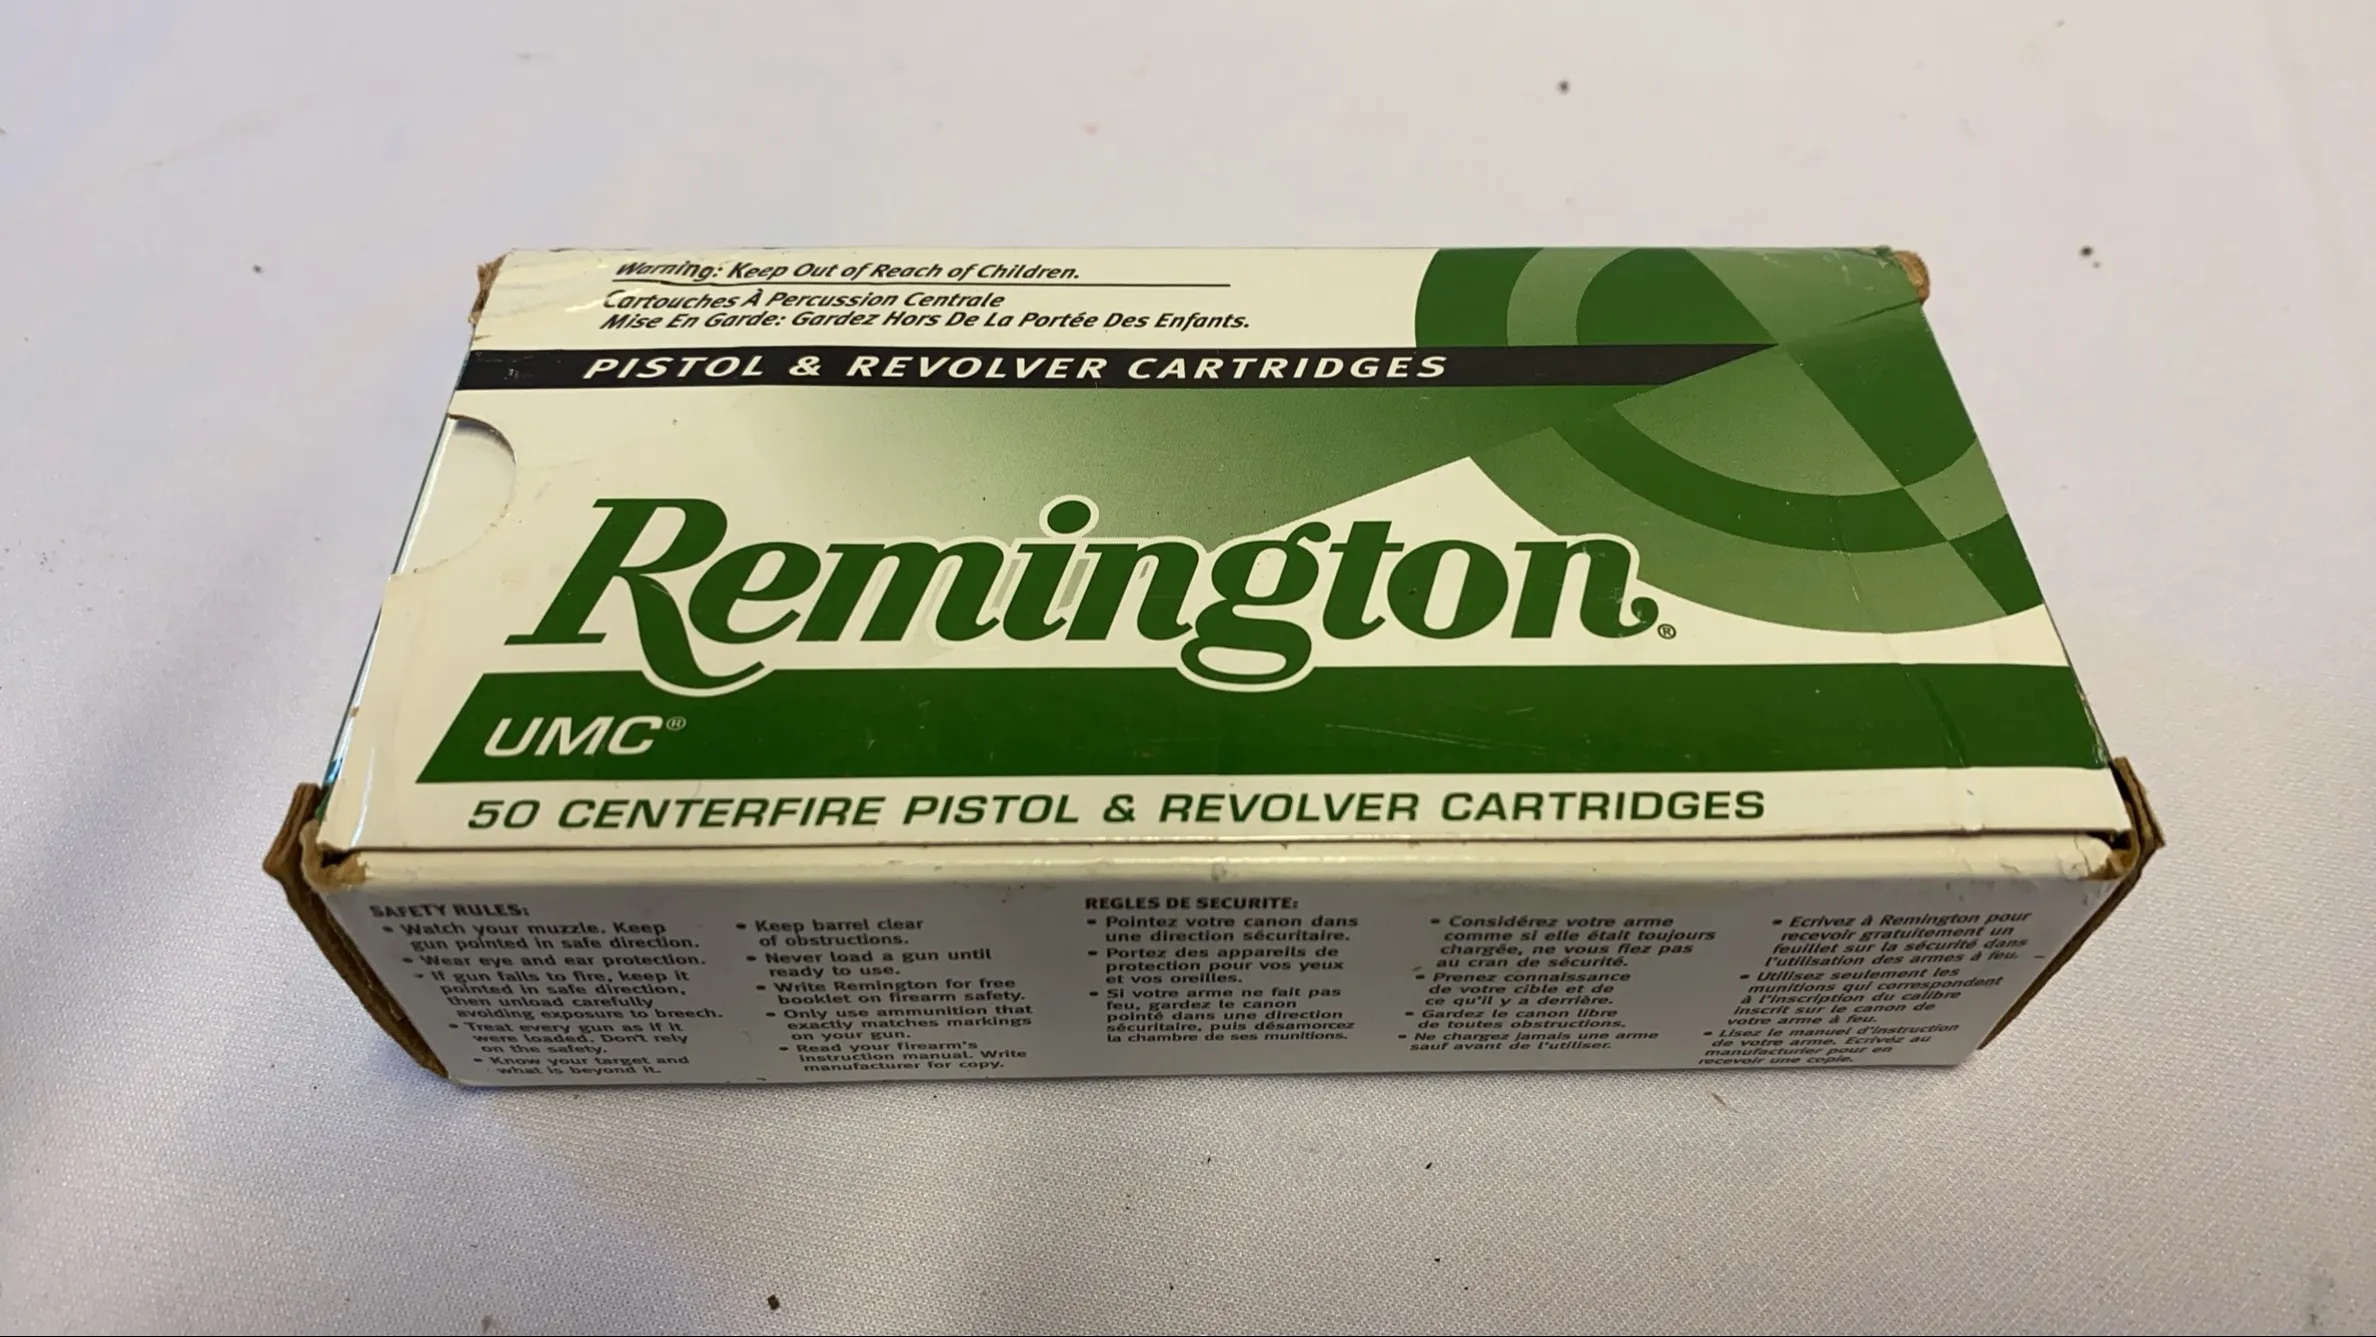 Warning: Keep Out of Reach of Children.
Cartouches À Percussion Centrale
Mise En Garde: Gardez Hors De La Portée Des Enfants.
PISTOL & REVOLVER CARTRIDGES
Remington®
UMC®
50 CENTERFIRE PISTOL & REVOLVER CARTRIDGES
SAFETY RULES:
• Watch your muzzle. Keep
gun pointed in safe direction.
• Wear eye and ear protection.
• If gun fails to fire, keep it
pointed in safe direction,
then unload carefully
avoiding exposure to breech.
• Treat every gun as if it
were loaded. Don't rely
on the safety.
• Know your target and
what is beyond it.
• Keep barrel clear
of obstructions.
• Never load a gun until
ready to use.
• Write Remington for free
booklet on firearm safety.
• Only use ammunition that
exactly matches markings
on your gun.
• Read your firearm's
instruction manual. Write
manufacturer for copy.
REGLES DE SECURITE:
• Pointez votre canon dans
une direction sécuritaire.
• Portez des appareils de
protection pour vos yeux
et vos oreilles.
• Si votre arme ne fait pas
feu, gardez le canon
pointé dans une direction
sécuritaire, puis désamorcez
la chambre de ses munitions.
• Considérez votre arme
comme si elle était toujours
chargée, ne vous fiez pas
au cran de sécurité.
• Prenez connaissance
de votre cible et de
ce qu'il y a derrière.
• Gardez le canon libre
de toutes obstructions.
• Ne chargez jamais une arme
sauf avant de l'utiliser.
• Ecrivez à Remington pour
recevoir gratuitement un
feuillet sur la sécurité dans
l'utilisation des armes à feu.
• Utilisez seulement les
munitions qui correspondent
à l'inscription du calibre
inscrit sur le canon de
votre arme à feu.
• Lisez le manuel d'instruction
de votre arme. Ecrivez au
manufacturier pour en
recevoir une copie.